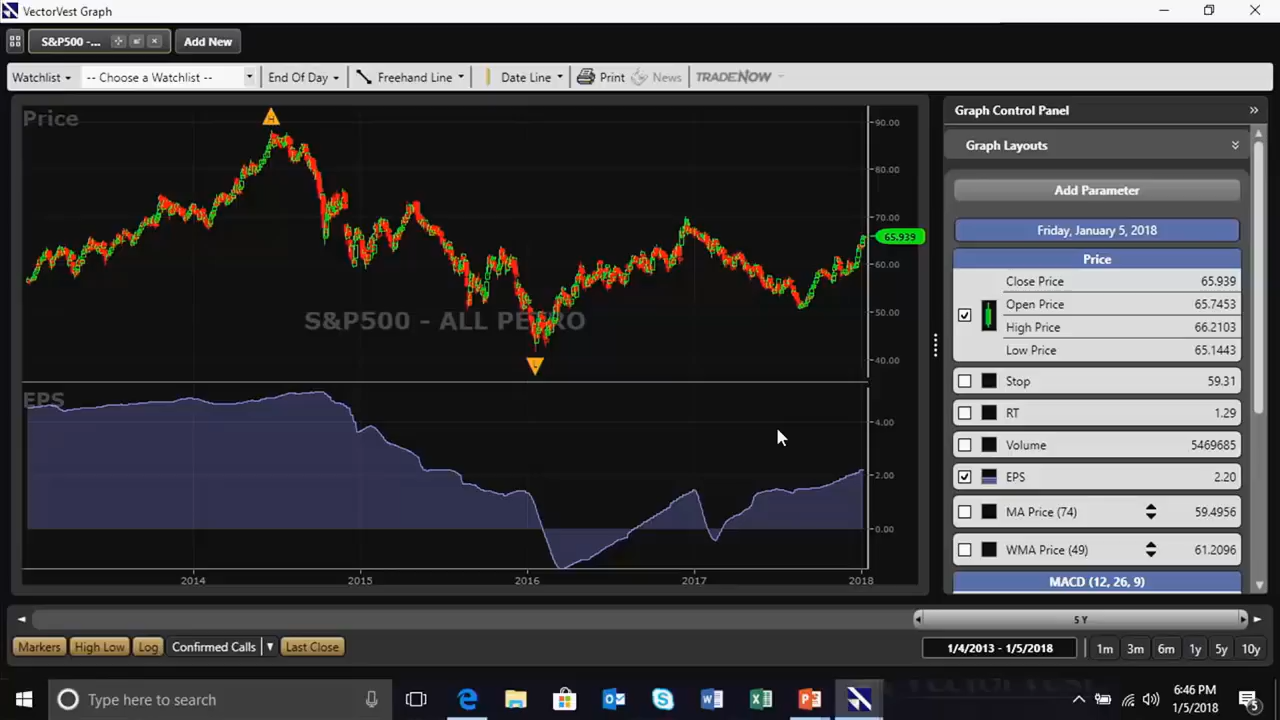 VectorVest Graph
S&P500 -...
Add New
Watchlist
-- Choose a Watchlist --
End Of Day
Freehand Line
Date Line
Print
News
TRADENOW
Price
H
90.00
80.00
70.00
65.939
60.00
50.00
40.00
S&P500 - ALL PETRO
L
EPS
4.00
2.00
0.00
2014
2015
2016
2017
2018
Graph Control Panel
Graph Layouts
Add Parameter
Friday, January 5, 2018
Price
Close Price 65.939
Open Price 65.7453
High Price 66.2103
Low Price 65.1443
Stop 59.31
RT 1.29
Volume 5469685
EPS 2.20
MA Price (74) 59.4956
WMA Price (49) 61.2096
MACD (12, 26, 9)
5 Y
Markers
High Low
Log
Confirmed Calls
Last Close
1/4/2013 - 1/5/2018
1m
3m
6m
1y
5y
10y
Type here to search
6:46 PM
1/5/2018
5